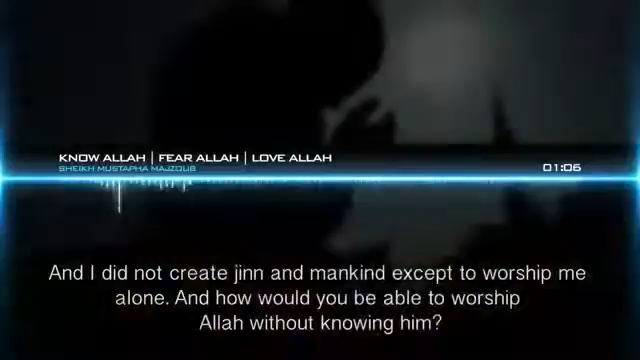 KNOW ALLAH | FEAR ALLAH | LOVE ALLAH
SHEIKH MUSTAPHA MAJZOUB
01:06
And I did not create jinn and mankind except to worship me
alone. And how would you be able to worship
Allah without knowing him?